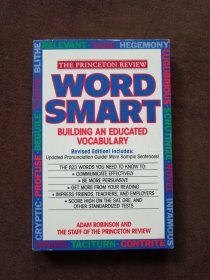 THE PRINCETON REVIEW
WORD
SMART
BUILDING AN EDUCATED
VOCABULARY
Revised Edition! Includes:
Updated Pronunciation Guide! More Sample Sentences!
THE 823 WORDS YOU NEED TO KNOW TO:
• COMMUNICATE EFFECTIVELY
• BE MORE PERSUASIVE
• GET MORE FROM YOUR READING
• IMPRESS FRIENDS, TEACHERS, AND EMPLOYERS
• SCORE HIGH ON THE SAT, GRE, AND
OTHER STANDARDIZED TESTS
ADAM ROBINSON AND
THE STAFF OF THE PRINCETON REVIEW
RELEVANT
HEGEMONY
BLITHE
BEGUILE
PROFUSE
CRYPTIC
SCRUTINIZE
INFAMOUS
TACITURN
CONTRITE